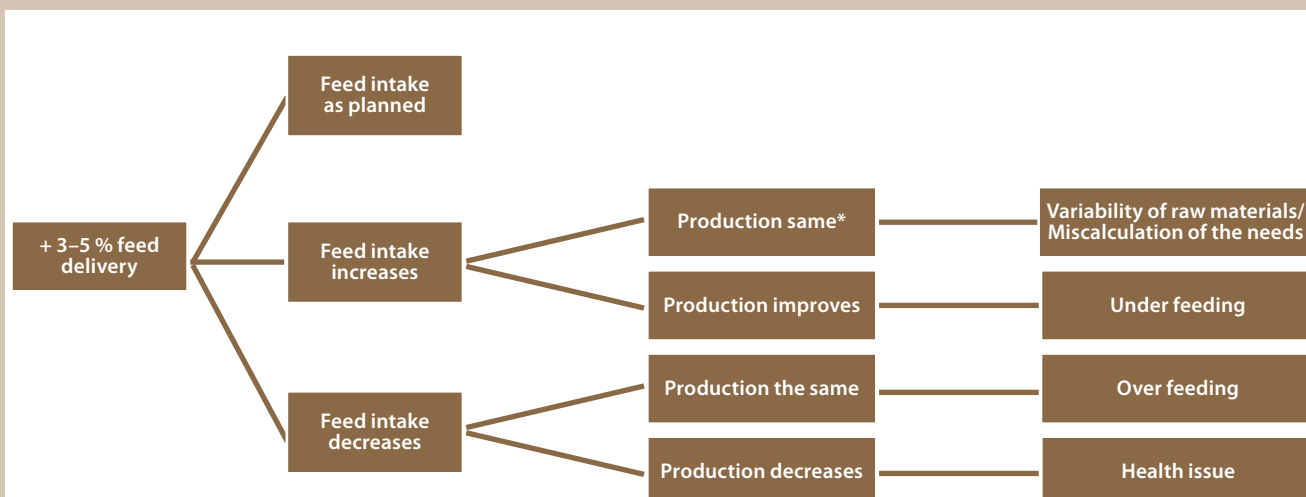 + 3–5 % feed
delivery
Feed intake
as planned
Feed intake
increases
Feed intake
decreases
Production same*
Production improves
Production the same
Production decreases
Variability of raw materials/
Miscalculation of the needs
Under feeding
Over feeding
Health issue